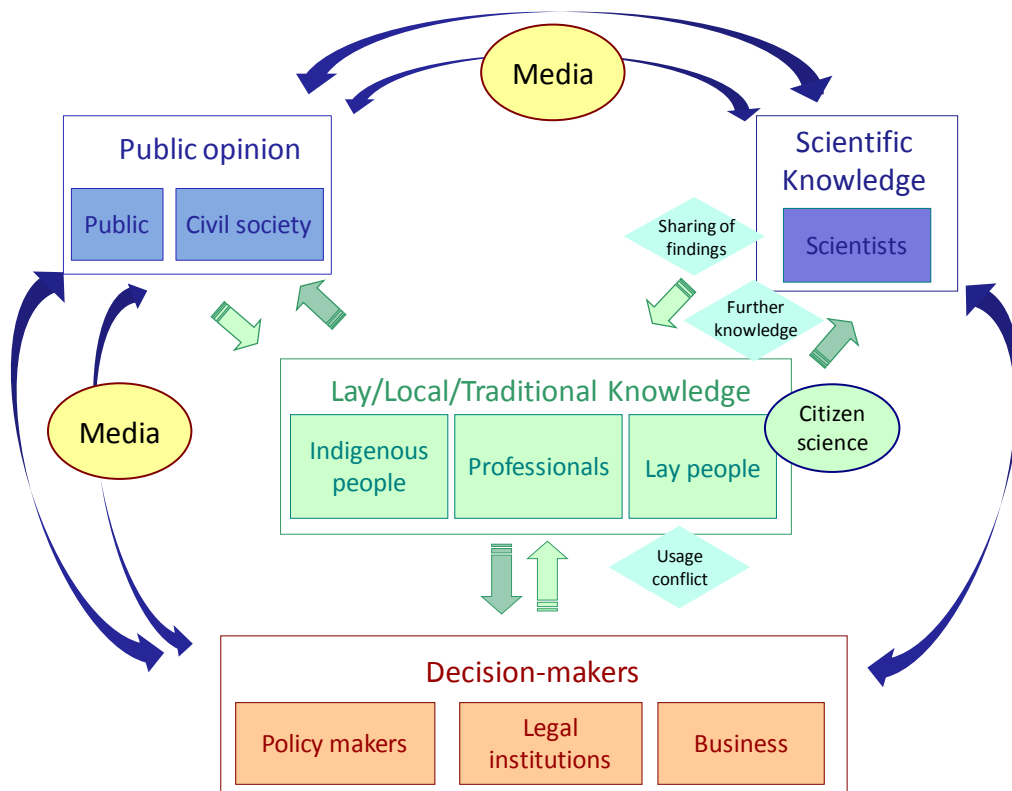 Media
Public opinion
Public
Civil society
Scientific
Knowledge
Scientists
Sharing of
findings
Further
knowledge
Lay/Local/Traditional Knowledge
Indigenous
people
Professionals
Lay people
Citizen
science
Media
Usage
conflict
Decision-makers
Policy makers
Legal
institutions
Business